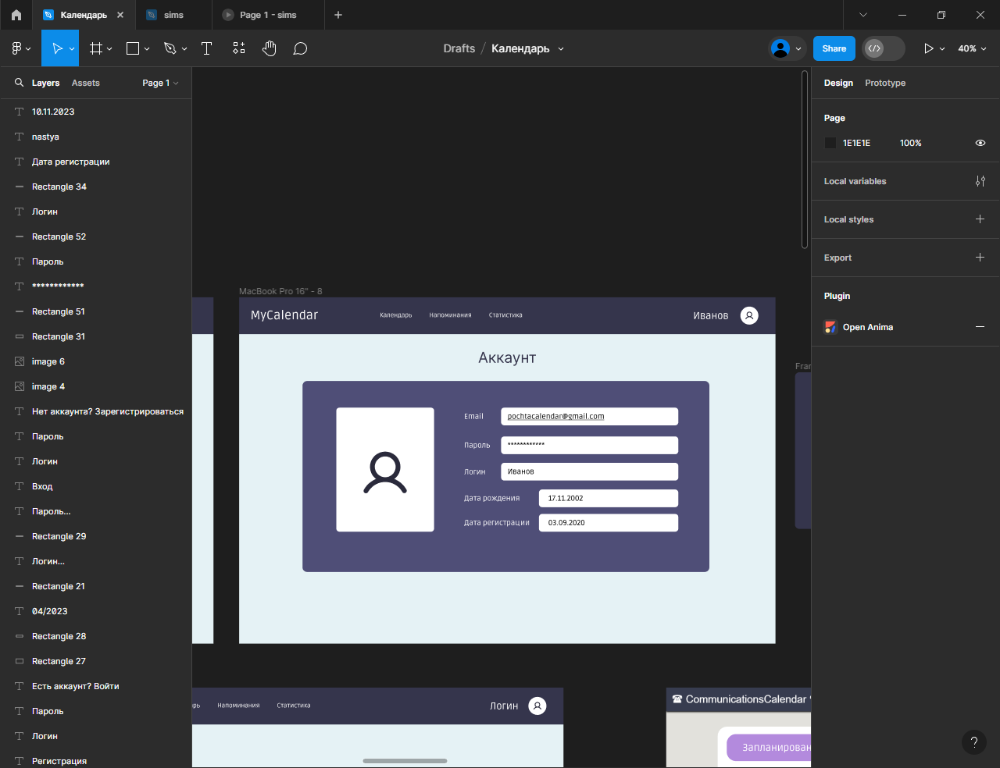 Календарь
sims
Page 1 - sims
Drafts / Календарь
Share
40%
Layers
Assets
Page 1
10.11.2023
nastya
Дата регистрации
Rectangle 34
Логин
Rectangle 52
Пароль
************
Rectangle 51
Rectangle 31
image 6
image 4
Нет аккаунта? Зарегистрироваться
Пароль
Логин
Вход
Пароль...
Rectangle 29
Логин...
Rectangle 21
04/2023
Rectangle 28
Rectangle 27
Есть аккаунт? Войти
Пароль
Логин
Регистрация
MacBook Pro 16" - 8
MyCalendar
Календарь
Напоминания
Статистика
Иванов
Аккаунт
Email
pochtacalendar@gmail.com
Пароль
************
Логин
Иванов
Дата рождения
17.11.2002
Дата регистрации
03.09.2020
Fran
арь
Напоминания
Статистика
Логин
☎ CommunicationsCalendar
Запланирован
Design
Prototype
Page
1E1E1E
100%
Local variables
Local styles
Export
Plugin
Open Anima
?